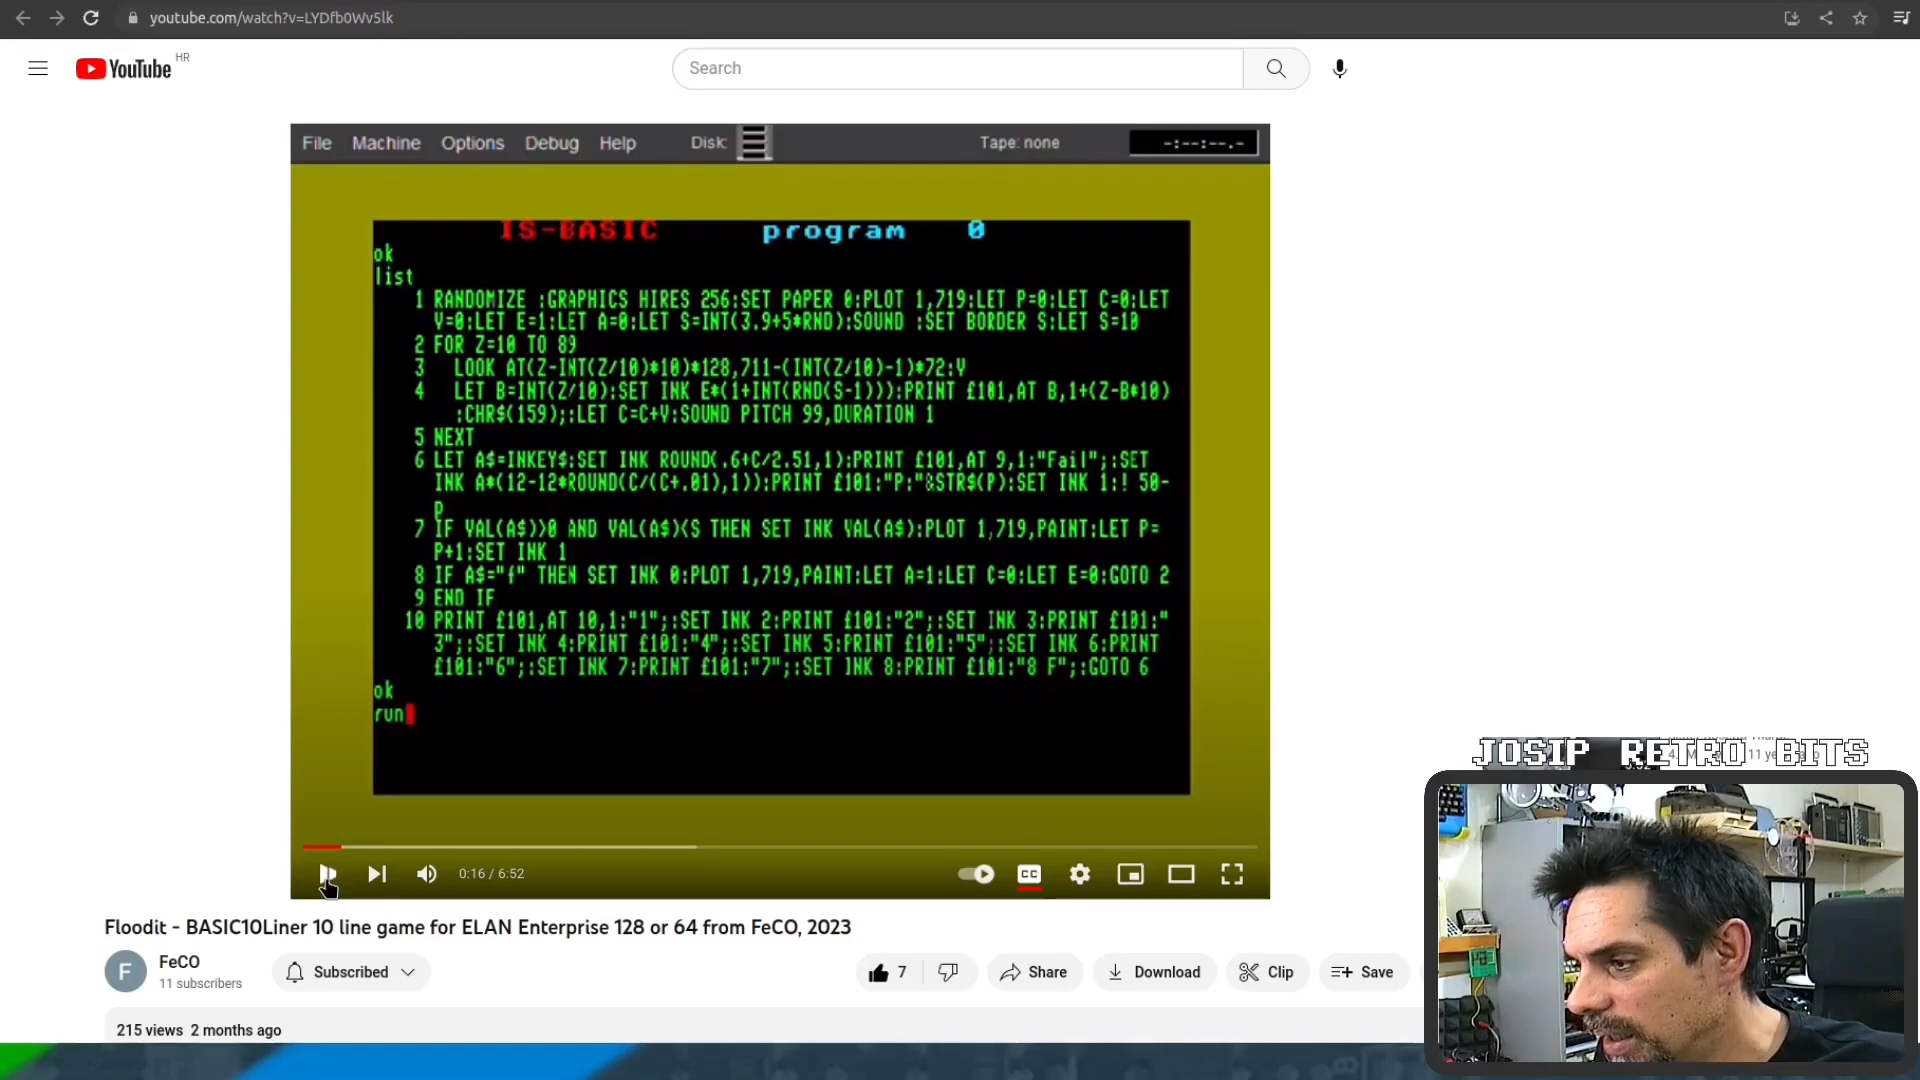 youtube.com/watch?v=LYDfb0Wv5lk
YouTube HR
Search
File Machine Options Debug Help Disk: Tape: none -:--:--.-
IS-BASIC program 0
ok
list
1 RANDOMIZE :GRAPHICS HIRES 256:SET PAPER 0:PLOT 1,719:LET P=0:LET C=0:LET
V=0:LET E=1:LET A=0:LET S=INT(3.9+5*RND):SOUND :SET BORDER S:LET S=10
2 FOR Z=10 TO 89
3 LOOK AT(Z-INT(Z/10)*10)*128,711-(INT(Z/10)-1)*72:V
4 LET B=INT(Z/10):SET INK E*(1+INT(RND(S-1))):PRINT £101,AT B,1+(Z-B*10)
:CHR$(159);:LET C=C+V:SOUND PITCH 99,DURATION 1
5 NEXT
6 LET A$=INKEY$:SET INK ROUND(.6+C/2.51,1):PRINT £101,AT 9,1:"Fail";:SET
INK A*(12-12*ROUND(C/(C+.01),1)):PRINT £101:"P:"&STR$(P):SET INK 1:! 50-
p
7 IF VAL(A$)>0 AND VAL(A$)<S THEN SET INK VAL(A$):PLOT 1,719,PAINT:LET P=
P+1:SET INK 1
8 IF A$="f" THEN SET INK 0:PLOT 1,719,PAINT:LET A=1:LET C=0:LET E=0:GOTO 2
9 END IF
10 PRINT £101,AT 10,1:"1";:SET INK 2:PRINT £101:"2";:SET INK 3:PRINT £101:"
3";:SET INK 4:PRINT £101:"4";:SET INK 5:PRINT £101:"5";:SET INK 6:PRINT
£101:"6";:SET INK 7:PRINT £101:"7";:SET INK 8:PRINT £101:"8 F";:GOTO 6
ok
run
0:16 / 6:52
CC
Floodit - BASIC10Liner 10 line game for ELAN Enterprise 128 or 64 from FeCO, 2023
F
FeCO
11 subscribers
Subscribed
7
Share
Download
Clip
Save
215 views 2 months ago
JOSIP RETRO BITS